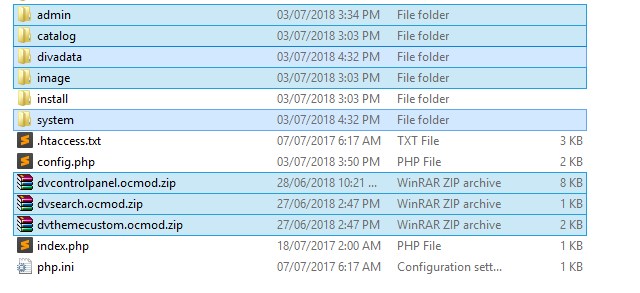 admin 03/07/2018 3:34 PM File folder
catalog 03/07/2018 3:03 PM File folder
divadata 03/07/2018 4:32 PM File folder
image 03/07/2018 3:03 PM File folder
install 03/07/2018 3:03 PM File folder
system 03/07/2018 4:32 PM File folder
.htaccess.txt 07/07/2017 6:17 AM TXT File 3 KB
config.php 03/07/2018 3:50 PM PHP File 2 KB
dvcontrolpanel.ocmod.zip 28/06/2018 10:21 ... WinRAR ZIP archive 8 KB
dvsearch.ocmod.zip 27/06/2018 2:47 PM WinRAR ZIP archive 1 KB
dvthemecustom.ocmod.zip 27/06/2018 2:47 PM WinRAR ZIP archive 2 KB
index.php 18/07/2017 2:00 AM PHP File 1 KB
php.ini 07/07/2017 6:17 AM Configuration sett... 1 KB